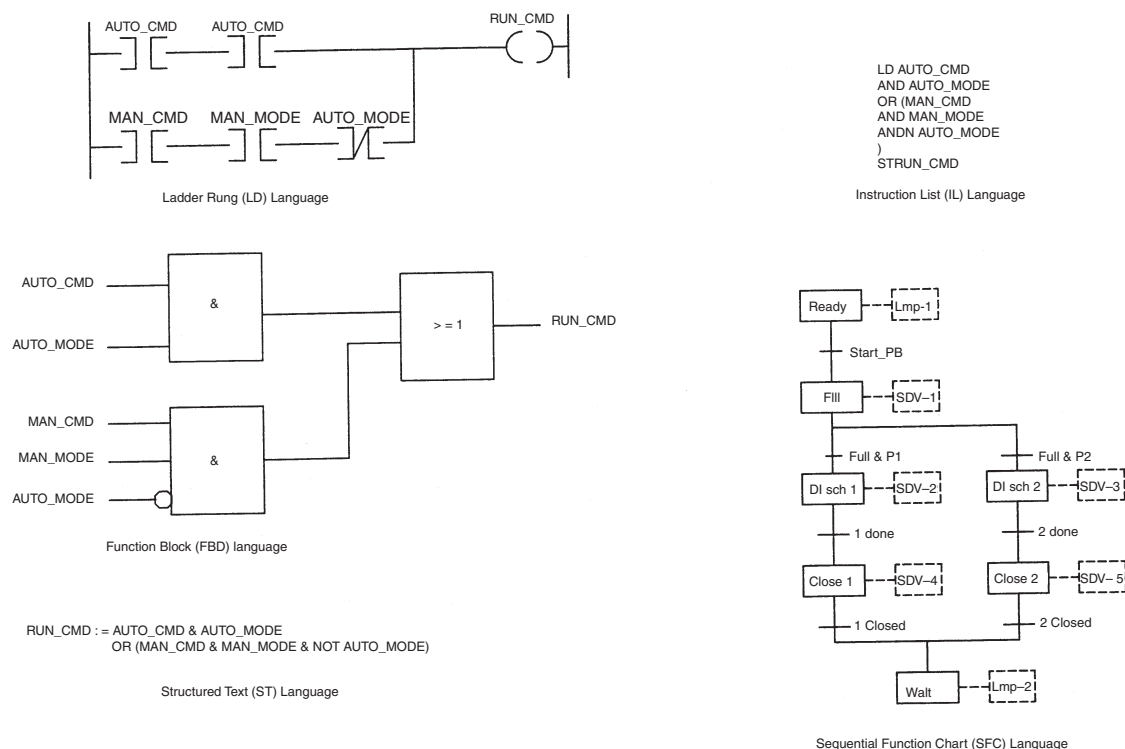 AUTO_CMD
AUTO_CMD
RUN_CMD
MAN_CMD
MAN_MODE
AUTO_MODE
Ladder Rung (LD) Language
LD AUTO_CMD
AND AUTO_MODE
OR (MAN_CMD
AND MAN_MODE
ANDN AUTO_MODE
)
STRUN_CMD
Instruction List (IL) Language
AUTO_CMD
AUTO_MODE
&
> = 1
RUN_CMD
MAN_CMD
MAN_MODE
AUTO_MODE
&
Function Block (FBD) language
RUN_CMD : = AUTO_CMD & AUTO_MODE
OR (MAN_CMD & MAN_MODE & NOT AUTO_MODE)
Structured Text (ST) Language
Ready
Lmp-1
Start_PB
FIll
SDV–1
Full & P1
Full & P2
DI sch 1
SDV–2
DI sch 2
SDV–3
1 done
2 done
Close 1
SDV–4
Close 2
SDV– 5
1 Closed
2 Closed
Walt
Lmp–2
Sequential Function Chart (SFC) Language